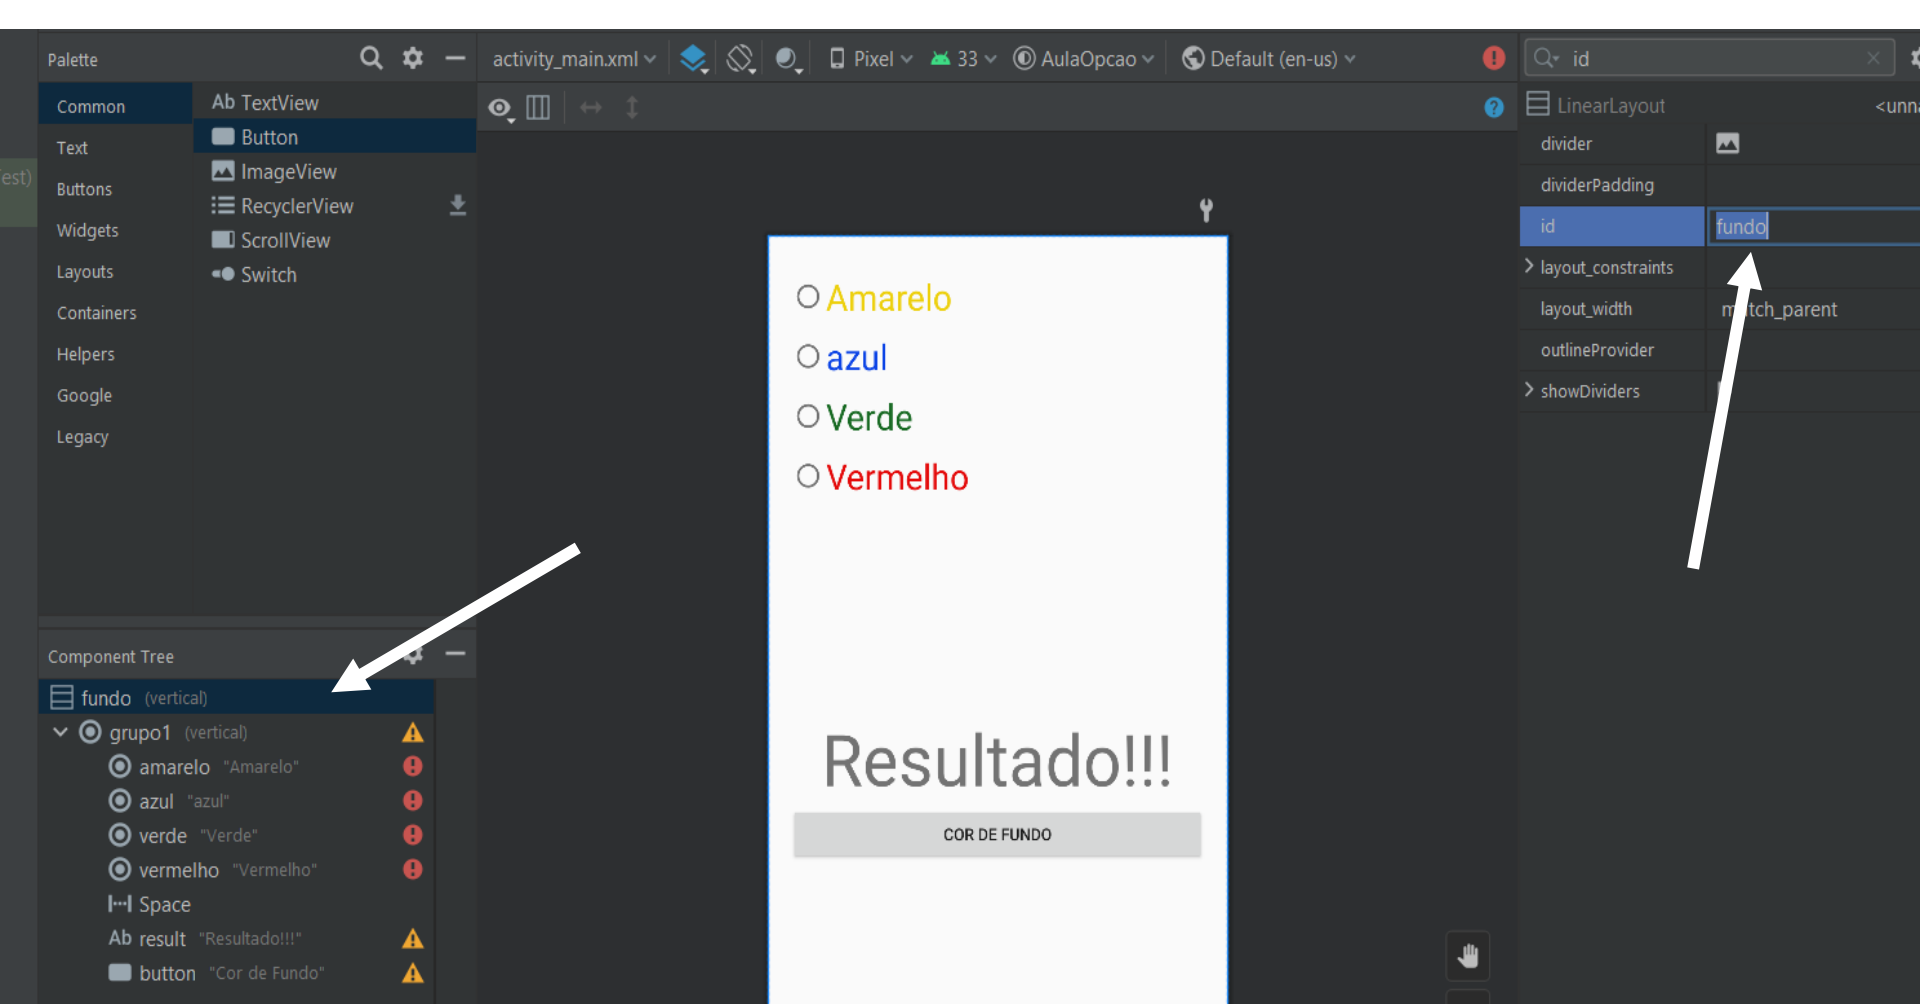 Palette
activity_main.xml
Pixel
33
AulaOpcao
Default (en-us)
id
Common
Text
Buttons
Widgets
Layouts
Containers
Helpers
Google
Legacy
Ab TextView
Button
ImageView
RecyclerView
ScrollView
Switch
est)
LinearLayout
<unna
divider
dividerPadding
id fundo
layout_constraints
layout_width match_parent
outlineProvider
showDividers
Amarelo
azul
Verde
Vermelho
Resultado!!!
COR DE FUNDO
Component Tree
fundo (vertical)
grupo1 (vertical)
amarelo "Amarelo"
azul "azul"
verde "Verde"
vermelho "Vermelho"
Space
Ab result "Resultado!!!"
button "Cor de Fundo"